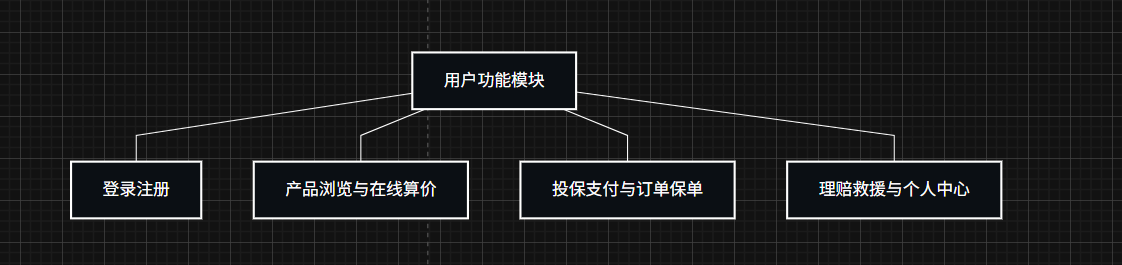 用户功能模块
登录注册
产品浏览与在线算价
投保支付与订单保单
理赔救援与个人中心